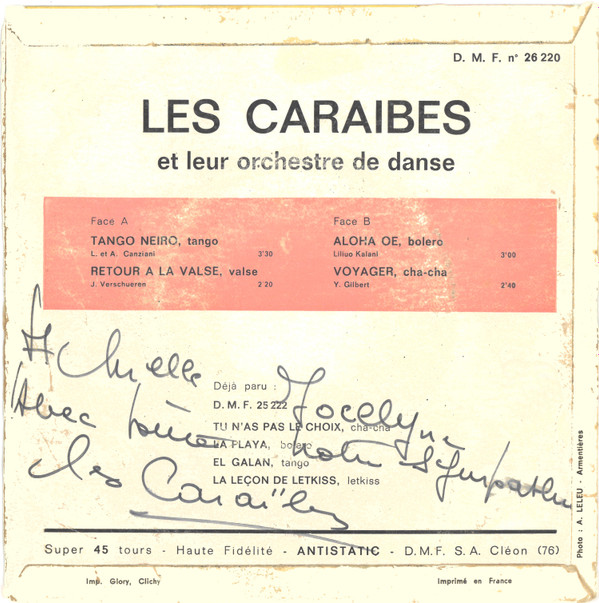 D. M. F. n° 26 220
LES CARAIBES
et leur orchestre de danse
Face A
TANGO NEIRO, tango
L. et A. Canziani 3'30
RETOUR A LA VALSE, valse
J. Verschueren 2 20
Face B
ALOHA OE, bolero
Liliuo Kalani 3'00
VOYAGER, cha-cha
Y. Gilbert 2'40
A Melle Jocelyne
Avec toute notre Sympathie
Les Caraïbes
Déjà paru :
D. M. F. 25 222
TU N'AS PAS LE CHOIX, cha-cha
LA PLAYA, bolero
EL GALAN, tango
LA LEÇON DE LETKISS, letkiss
Photo : A. LELEU - Armentières
Super 45 tours - Haute Fidélité - ANTISTATIC - D.M.F. S.A. Cléon (76)
Imp. Glory, Clichy
Imprimé en France